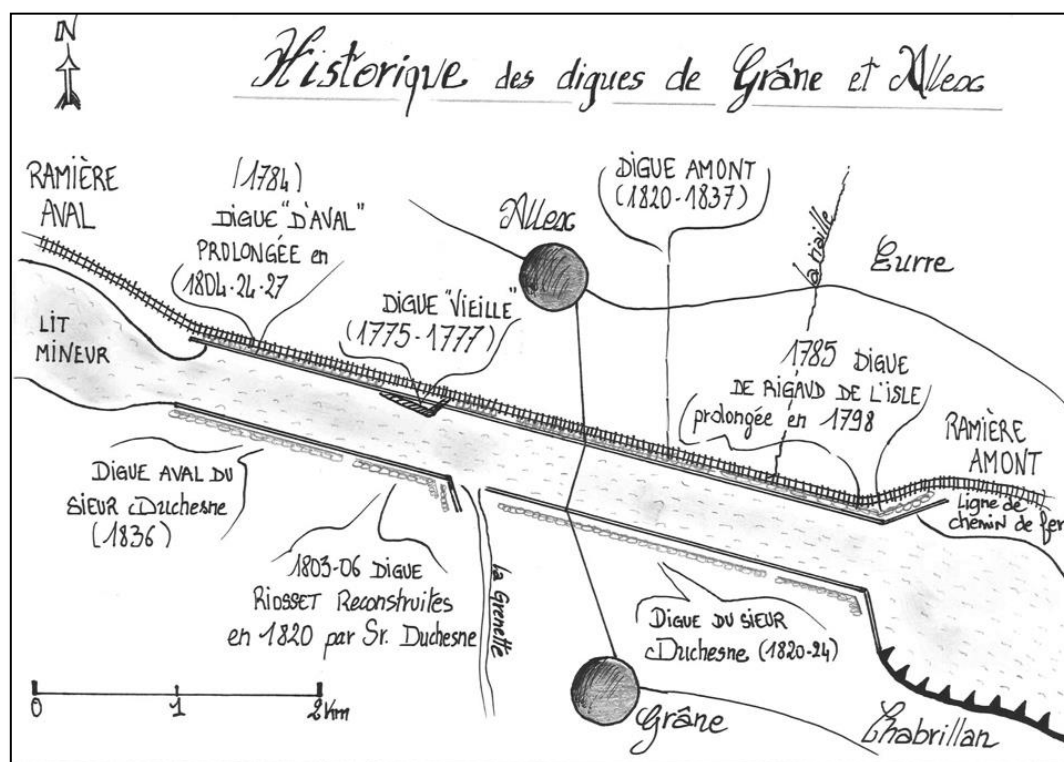 N
Historique des digues de Grâne et Allex
RAMIÈRE
AVAL
(1784)
DIGUE "D'AVAL"
PROLONGÉE en
1804-24-27
DIGUE "VIEILLE"
(1775-1777)
Allex
DIGUE AMONT
(1820-1837)
La Riaille
Eurre
1785 DIGUE
DE RIGAUD DE L'ISLE
prolongée en 1798
RAMIÈRE
AMONT
Ligne de
chemin de fer
LIT
MINEUR
DIGUE AVAL DU
SIEUR Duchesne
(1836)
1803-06 DIGUE
RIOSSET Reconstruites
en 1820 par Sr. Duchesne
La Grenette
DIGUE DU SIEUR
Duchesne (1820-24)
Grâne
Chabrillan
0 1 2 Km